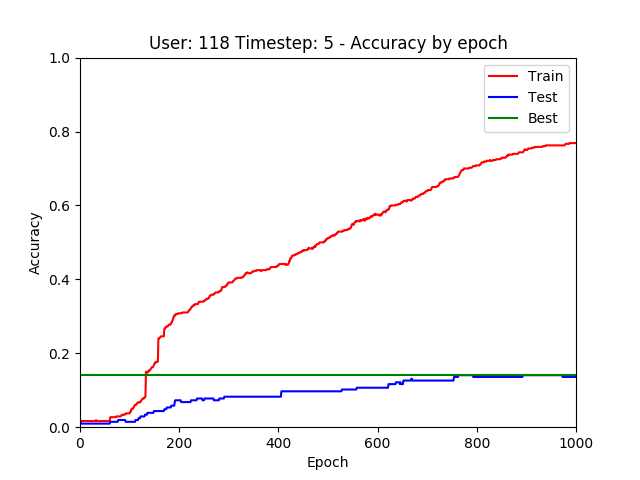 User: 118 Timestep: 5 - Accuracy by epoch
1.0
0.8
0.6
0.4
0.2
0.0
Accuracy
Train
Test
Best
0 200 400 600 800 1000
Epoch